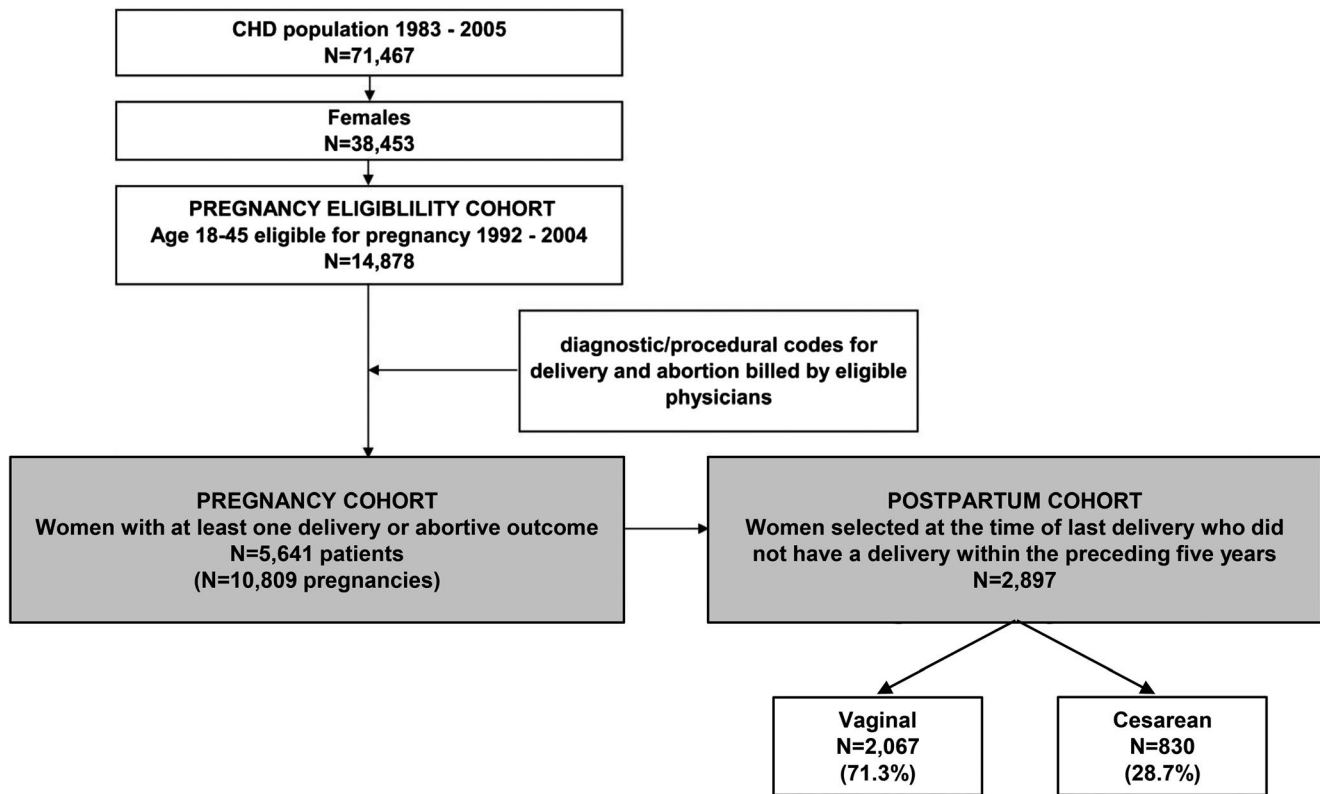 CHD population 1983 - 2005
N=71,467
Females
N=38,453
PREGNANCY ELIGIBLILITY COHORT
Age 18-45 eligible for pregnancy 1992 - 2004
N=14,878
diagnostic/procedural codes for
delivery and abortion billed by eligible
physicians
PREGNANCY COHORT
Women with at least one delivery or abortive outcome
N=5,641 patients
(N=10,809 pregnancies)
POSTPARTUM COHORT
Women selected at the time of last delivery who did
not have a delivery within the preceding five years
N=2,897
Vaginal
N=2,067
(71.3%)
Cesarean
N=830
(28.7%)